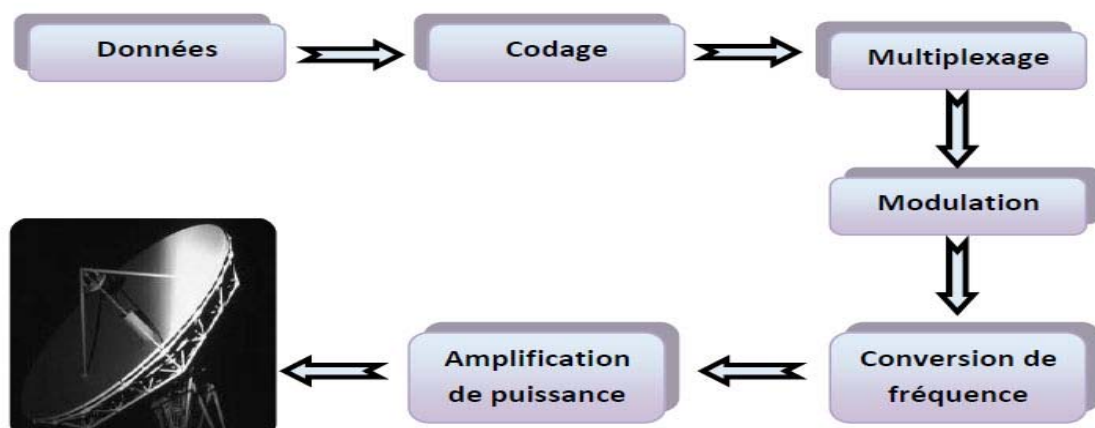 Données
Codage
Multiplexage
Modulation
Conversion de
fréquence
Amplification
de puissance